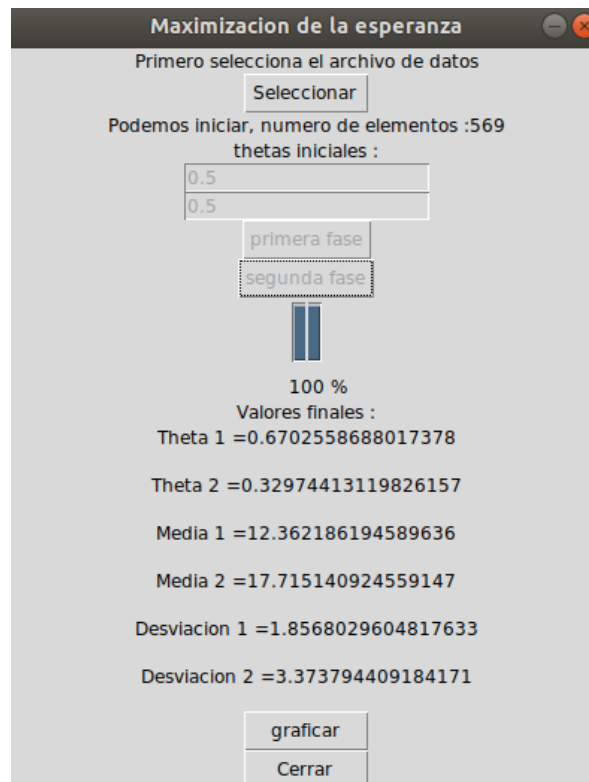 Maximizacion de la esperanza
Primero selecciona el archivo de datos
Seleccionar
Podemos iniciar, numero de elementos :569
thetas iniciales :
0.5
0.5
primera fase
segunda fase
100 %
Valores finales :
Theta 1 =0.6702558688017378
Theta 2 =0.32974413119826157
Media 1 =12.362186194589636
Media 2 =17.715140924559147
Desviacion 1 =1.8568029604817633
Desviacion 2 =3.373794409184171
graficar
Cerrar